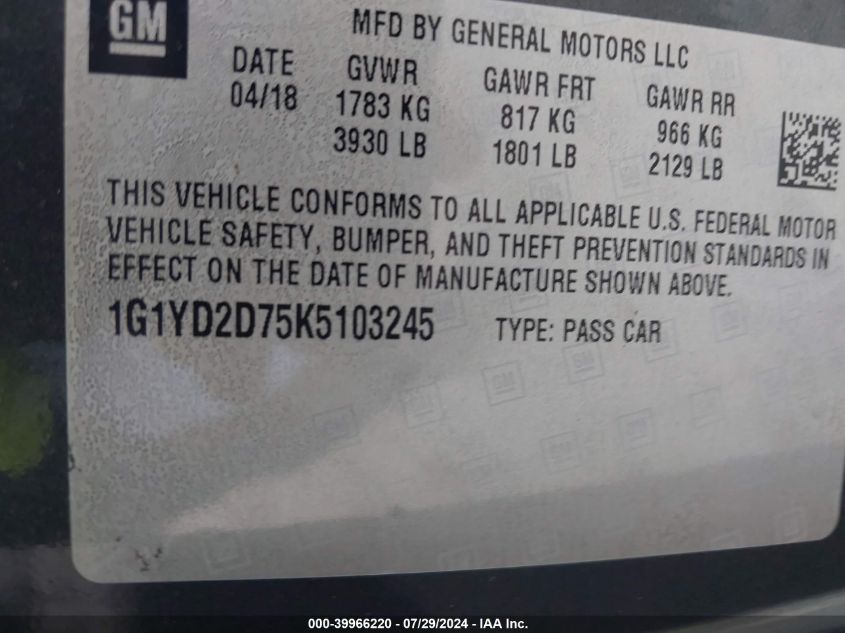 GM
MFD BY GENERAL MOTORS LLC
DATE GVWR GAWR FRT GAWR RR
04/18 1783 KG 817 KG 966 KG
3930 LB 1801 LB 2129 LB
THIS VEHICLE CONFORMS TO ALL APPLICABLE U.S. FEDERAL MOTOR
VEHICLE SAFETY, BUMPER, AND THEFT PREVENTION STANDARDS IN
EFFECT ON THE DATE OF MANUFACTURE SHOWN ABOVE.
1G1YD2D75K5103245 TYPE: PASS CAR
000-39966220 - 07/29/2024 - IAA Inc.